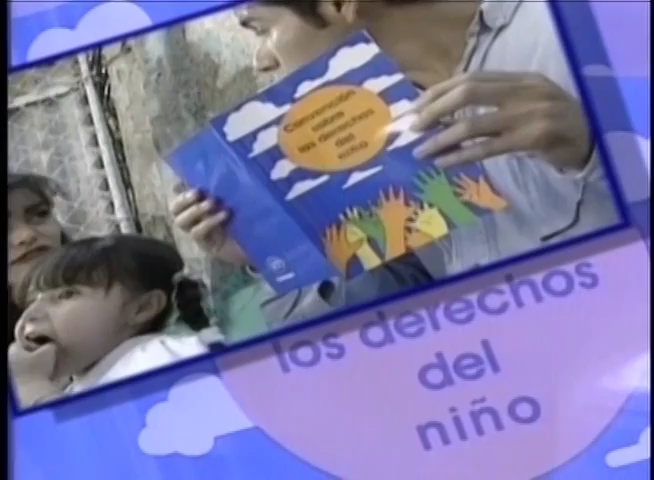 Convención
sobre
los derechos
del
niño
los derechos
del
niño